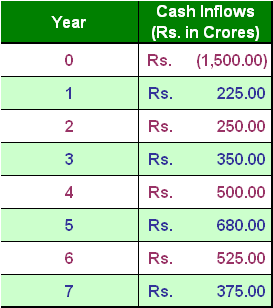 Year Cash Inflows
(Rs. in Crores)
0 Rs. (1,500.00)
1 Rs. 225.00
2 Rs. 250.00
3 Rs. 350.00
4 Rs. 500.00
5 Rs. 680.00
6 Rs. 525.00
7 Rs. 375.00